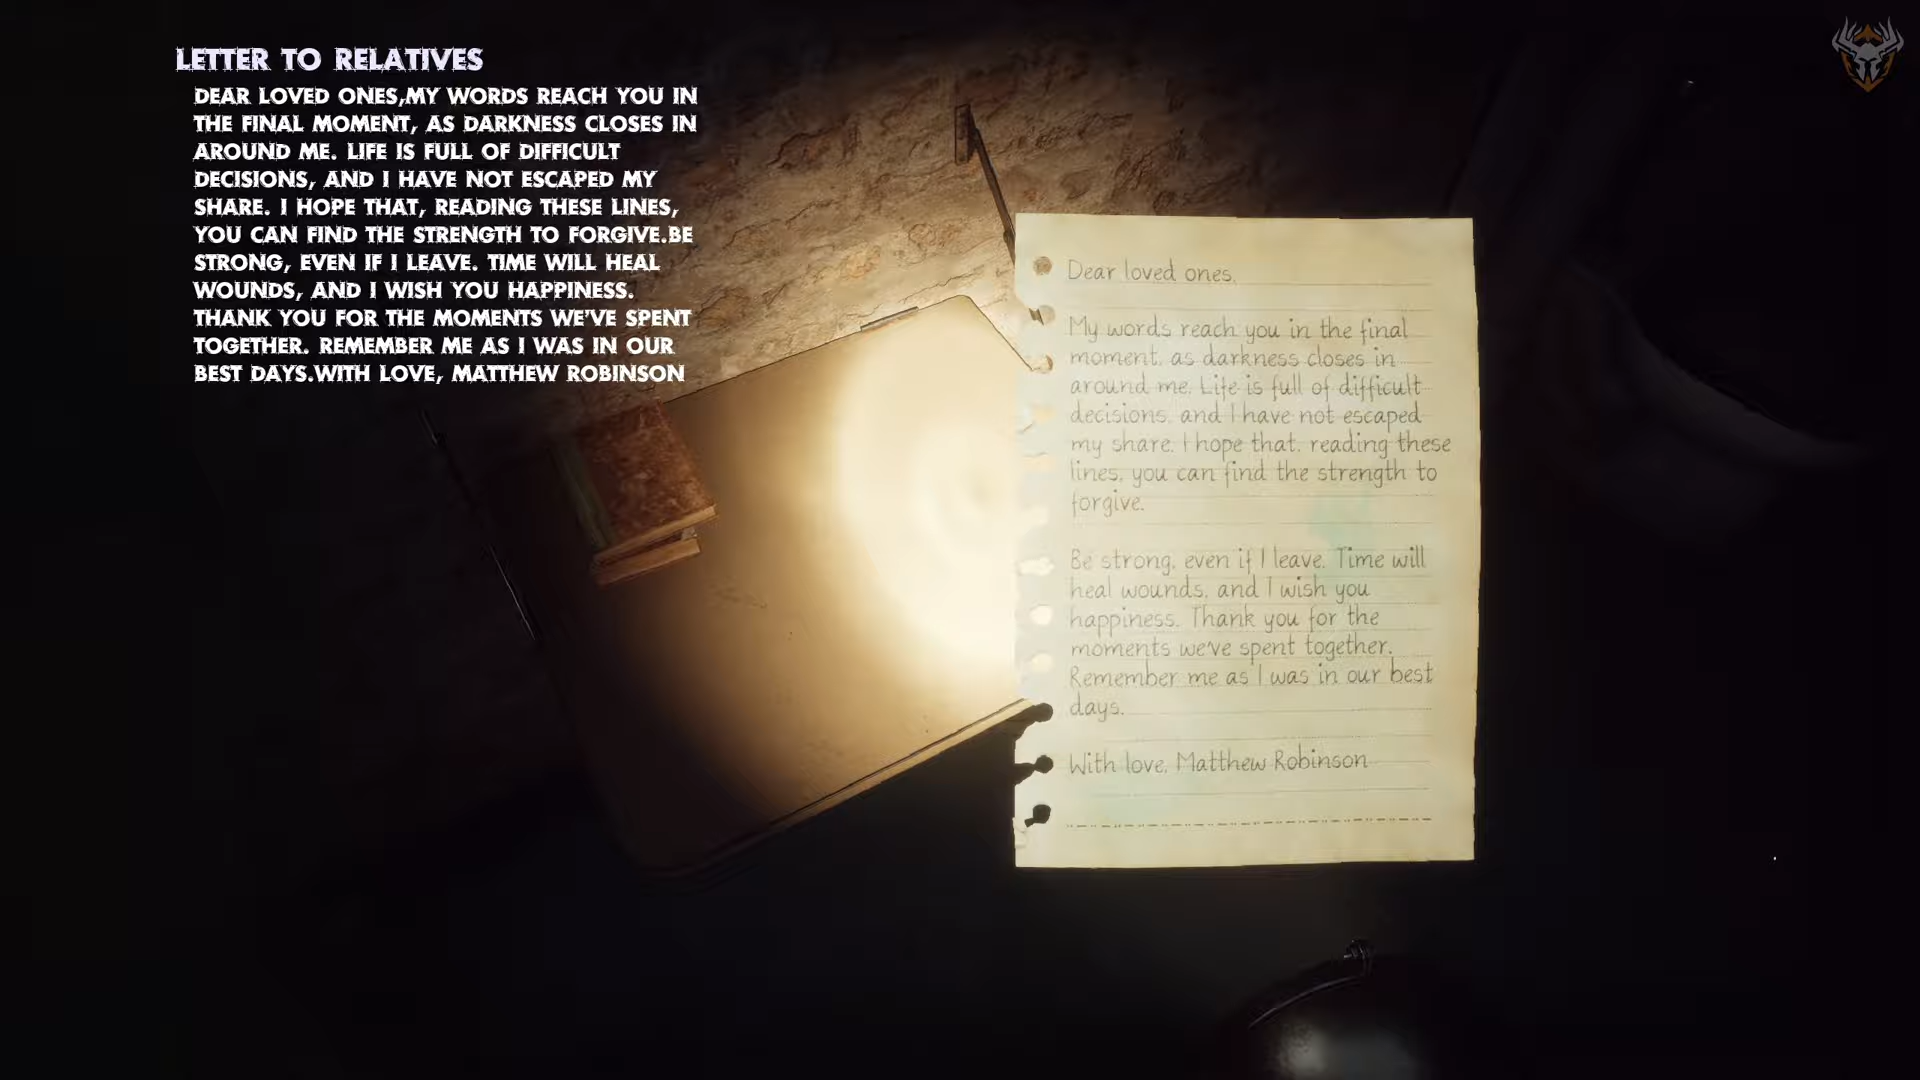 LETTER TO RELATIVES
DEAR LOVED ONES,MY WORDS REACH YOU IN
THE FINAL MOMENT, AS DARKNESS CLOSES IN
AROUND ME. LIFE IS FULL OF DIFFICULT
DECISIONS, AND I HAVE NOT ESCAPED MY
SHARE. I HOPE THAT, READING THESE LINES,
YOU CAN FIND THE STRENGTH TO FORGIVE.BE
STRONG, EVEN IF I LEAVE. TIME WILL HEAL
WOUNDS, AND I WISH YOU HAPPINESS.
THANK YOU FOR THE MOMENTS WE'VE SPENT
TOGETHER. REMEMBER ME AS I WAS IN OUR
BEST DAYS.WITH LOVE, MATTHEW ROBINSON
Dear loved ones,
My words reach you in the final
moment, as darkness closes in
around me. Life is full of difficult
decisions, and I have not escaped
my share. I hope that, reading these
lines, you can find the strength to
forgive.
Be strong, even if I leave. Time will
heal wounds, and I wish you
happiness. Thank you for the
moments we've spent together.
Remember me as I was in our best
days.
With love, Matthew Robinson